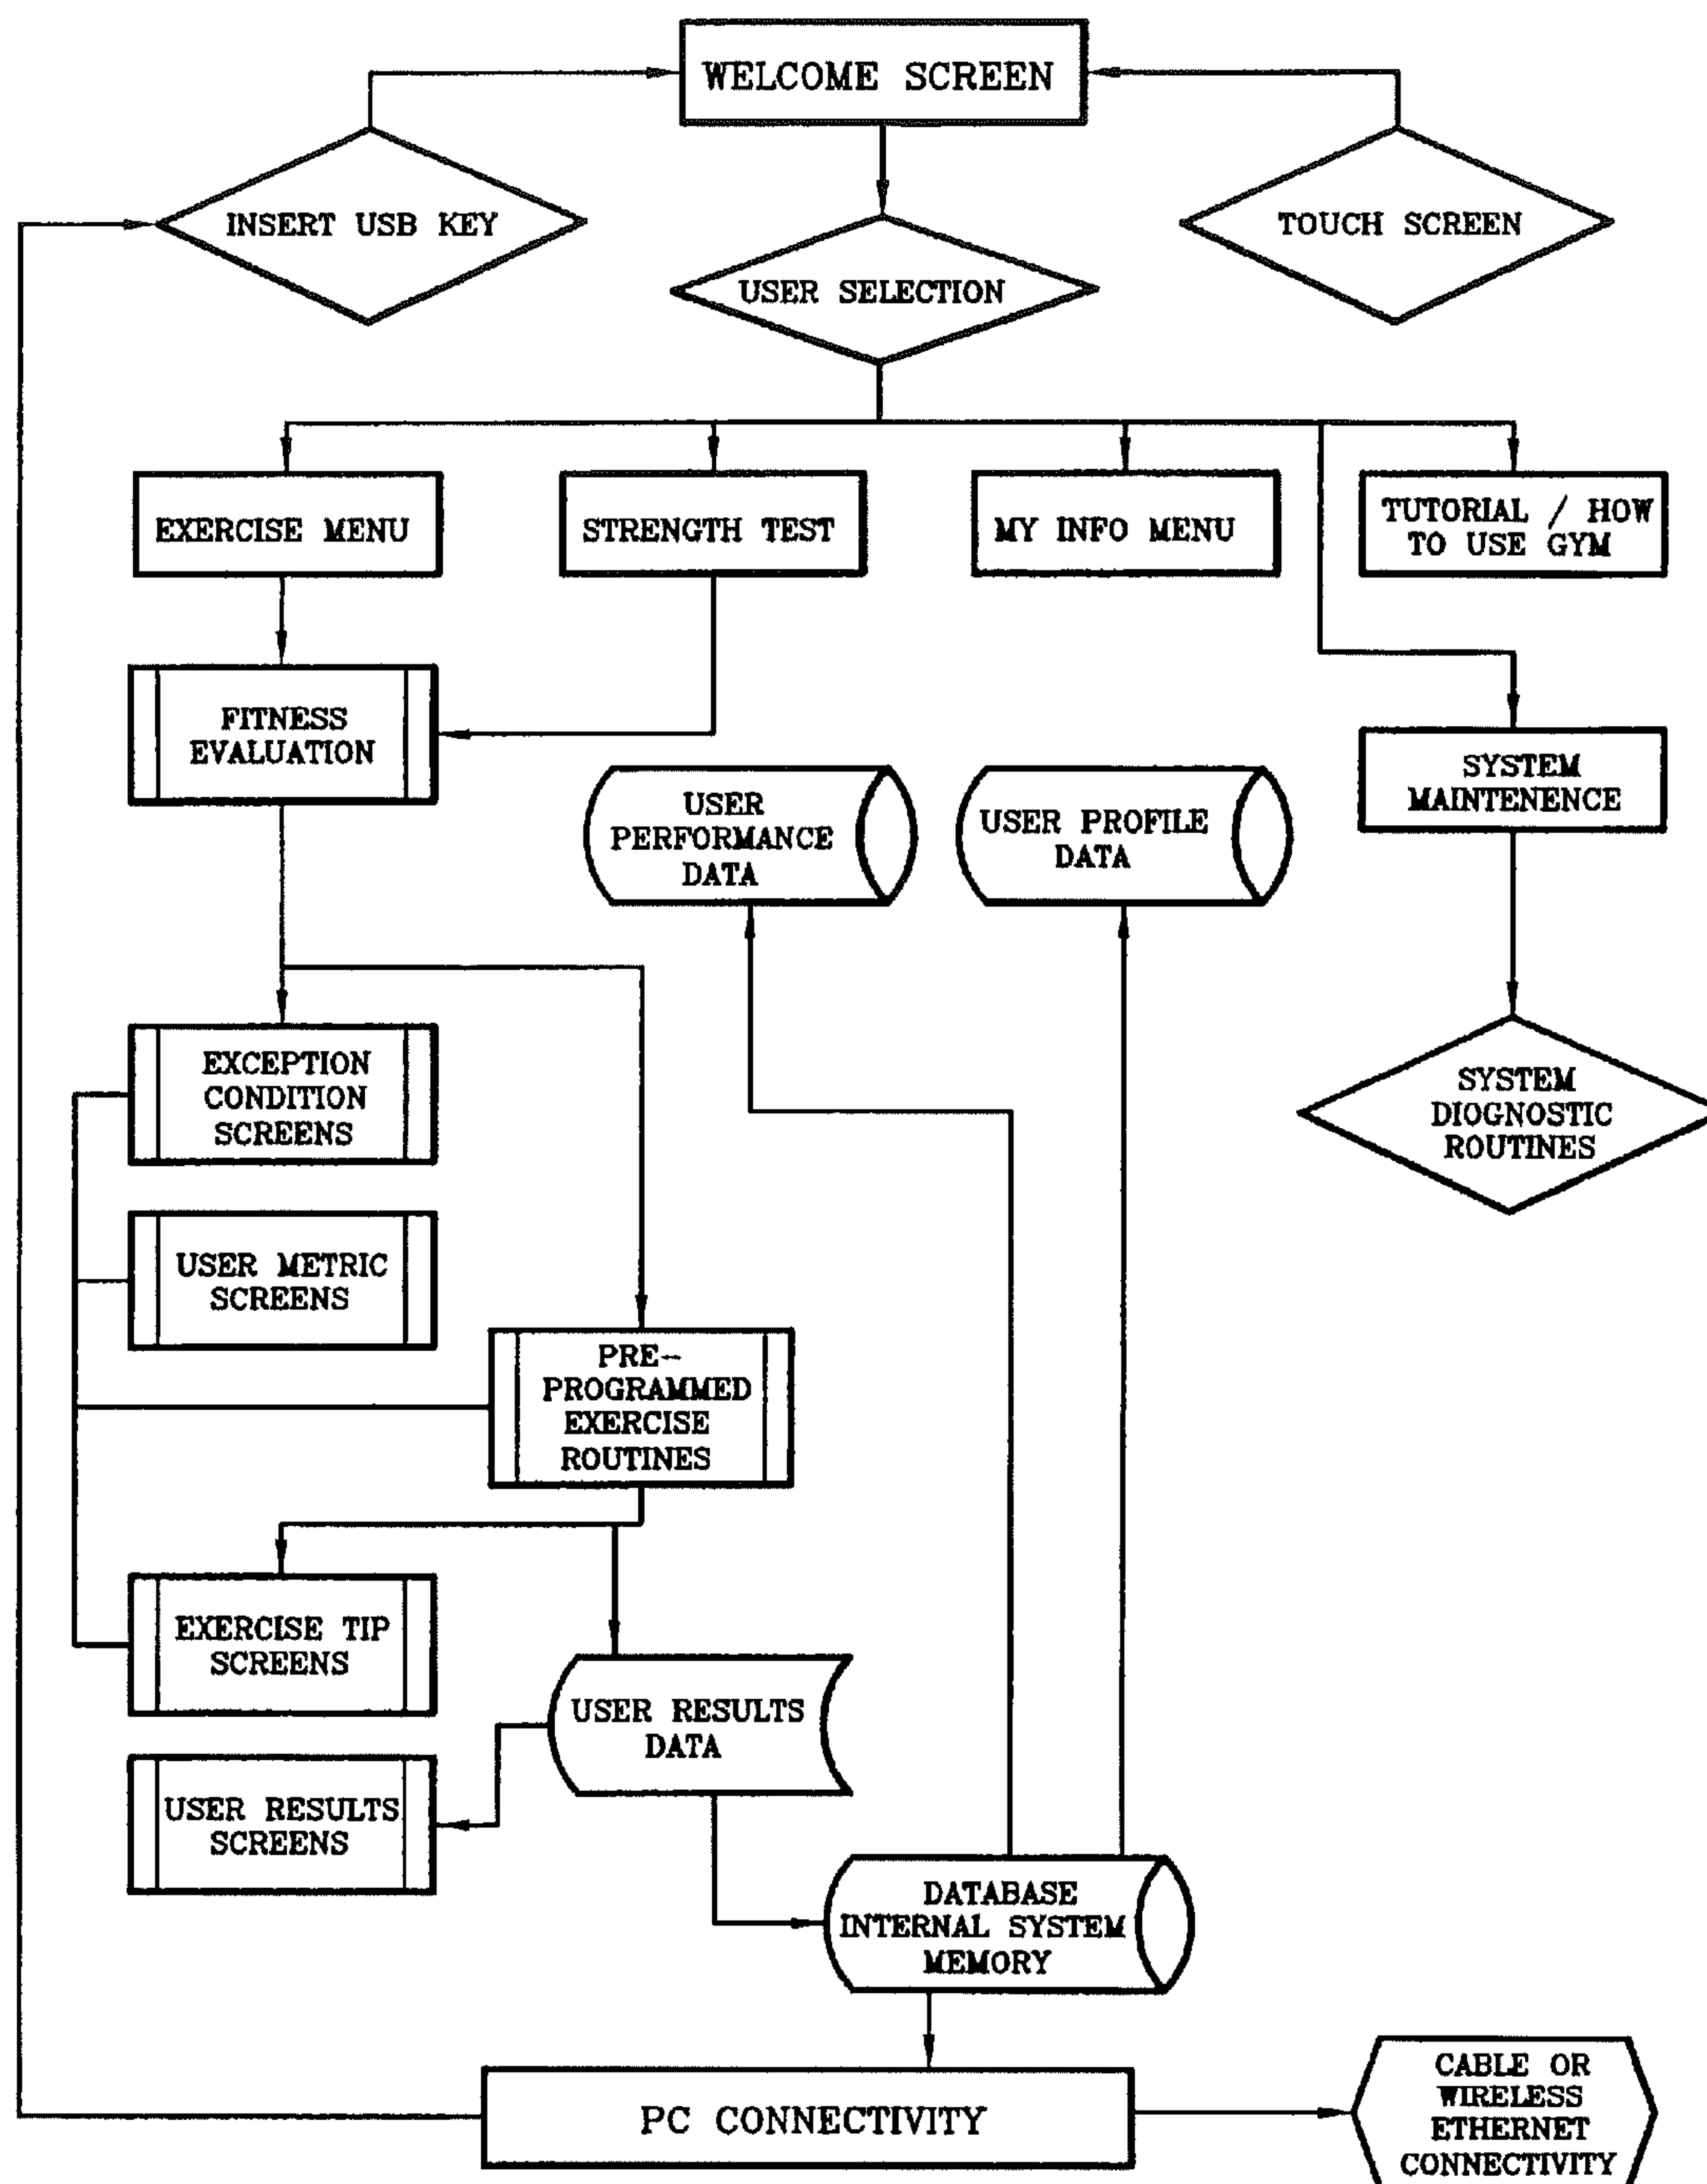 WELCOME SCREEN
INSERT USB KEY
TOUCH SCREEN
USER SELECTION
EXERCISE MENU
STRENGTH TEST
MY INFO MENU
TUTORIAL / HOW
TO USE GYM
FITNESS
EVALUATION
USER
PERFORMANCE
DATA
USER PROFILE
DATA
SYSTEM
MAINTENENCE
EXCEPTION
CONDITION
SCREENS
SYSTEM
DIOGNOSTIC
ROUTINES
USER METRIC
SCREENS
PRE-
PROGRAMMED
EXERCISE
ROUTINES
EXERCISE TIP
SCREENS
USER RESULTS
DATA
USER RESULTS
SCREENS
DATABASE
INTERNAL SYSTEM
MEMORY
PC CONNECTIVITY
CABLE OR
WIRELESS
ETHERNET
CONNECTIVITY